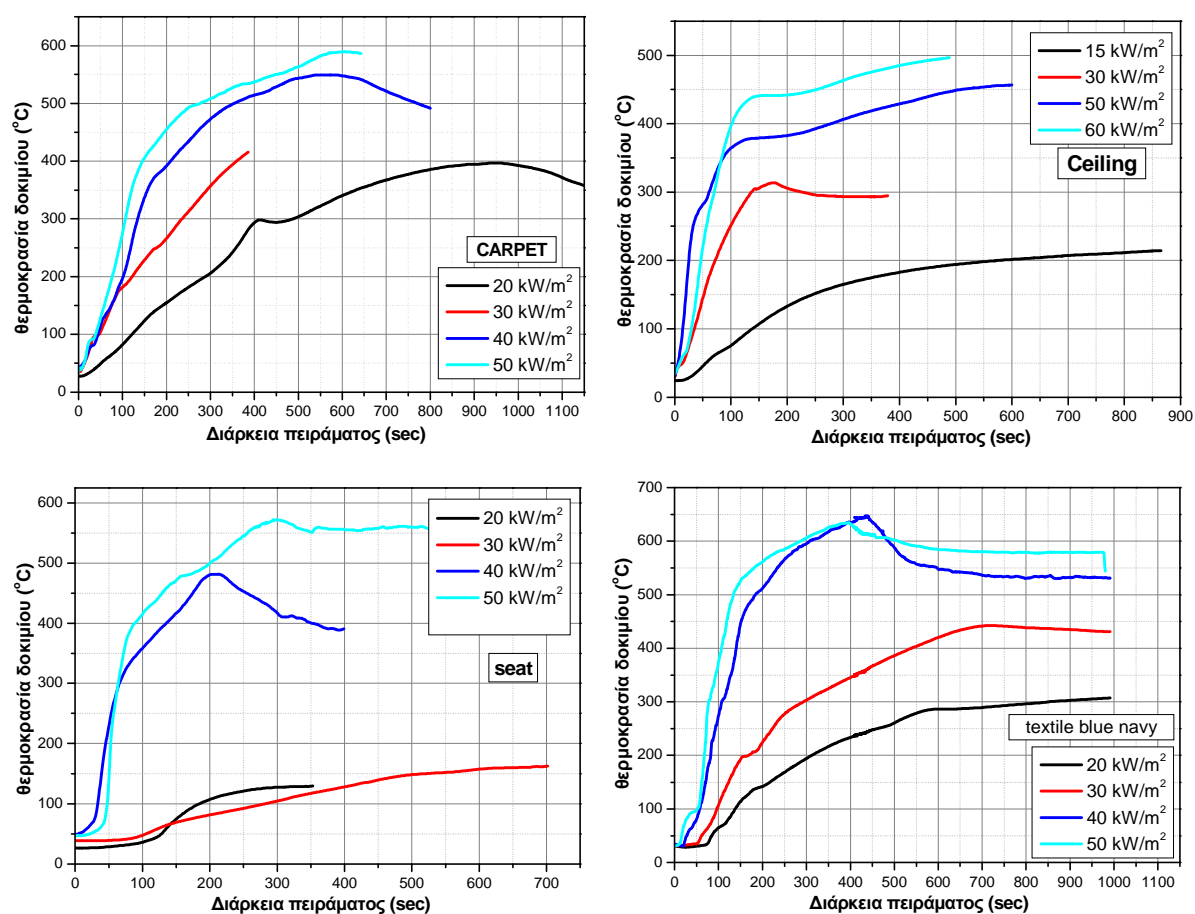 600
500
400
300
200
100
0
θερμοκρασία δοκιμίου (°C)
CARPET
20 kW/m²
30 kW/m²
40 kW/m²
50 kW/m²
0 100 200 300 400 500 600 700 800 900 1000 1100
Διάρκεια πειράματος (sec)
500
400
300
200
100
0
θερμοκρασία δοκιμίου (°C)
15 kW/m²
30 kW/m²
50 kW/m²
60 kW/m²
Ceiling
0 100 200 300 400 500 600 700 800 900
Διάρκεια πειράματος (sec)
600
500
400
300
200
100
0
θερμοκρασία δοκιμίου (°C)
20 kW/m²
30 kW/m²
40 kW/m²
50 kW/m²
seat
0 100 200 300 400 500 600 700
Διάρκεια πειράματος (sec)
700
600
500
400
300
200
100
0
θερμοκρασία δοκιμίου (°C)
textile blue navy
20 kW/m²
30 kW/m²
40 kW/m²
50 kW/m²
0 100 200 300 400 500 600 700 800 900 1000 1100
Διάρκεια πειράματος (sec)